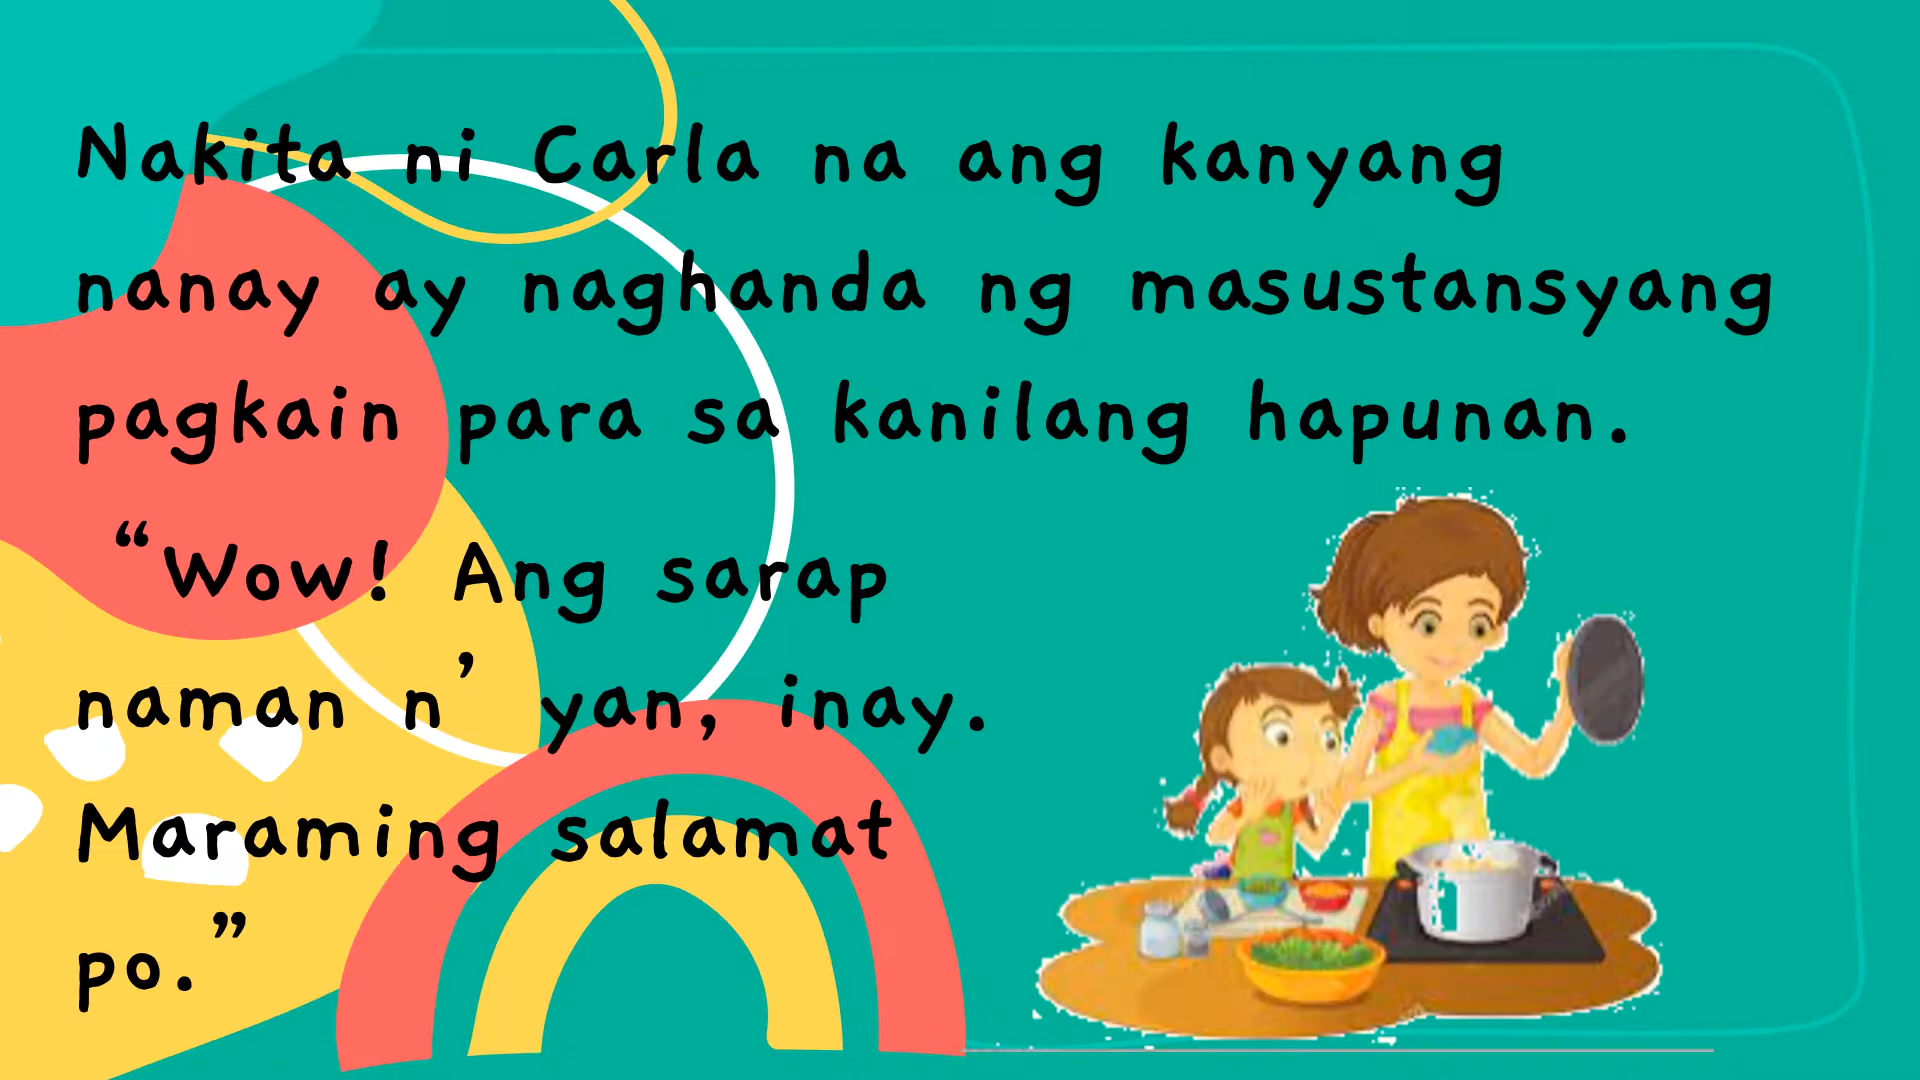 Nakita ni Carla na ang kanyang
nanay ay naghanda ng masustansyang
pagkain para sa kanilang hapunan.
“Wow! Ang sarap
naman n’ yan, inay.
Maraming salamat
po.”